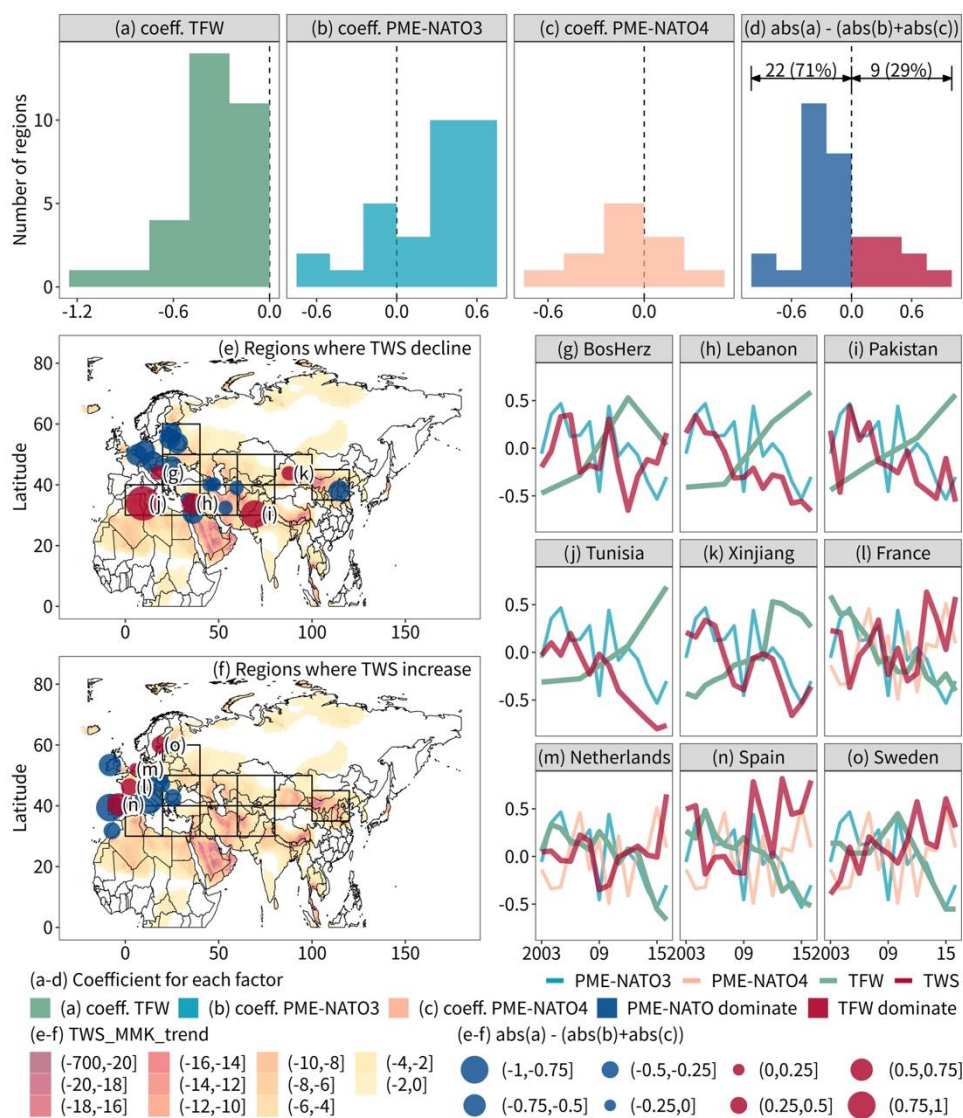 (a) coeff. TFW
(b) coeff. PME-NATO3
(c) coeff. PME-NATO4
(d) abs(a) - (abs(b)+abs(c))
22 (71%)
9 (29%)
Number of regions
10
5
0
-1.2 -0.6 0.0
-0.6 0.0 0.6
-0.6 0.0
-0.6 0.0 0.6
(e) Regions where TWS decline
Latitude
80
60
40
20
0
(g)
(k)
(j)
(h)
(i)
0 50 100 150
(f) Regions where TWS increase
Latitude
80
60
40
20
0
(o)
(m)
(l)
(n)
0 50 100 150
(g) BosHerz
(h) Lebanon
(i) Pakistan
0.5
0.0
-0.5
(j) Tunisia
(k) Xinjiang
(l) France
0.5
0.0
-0.5
(m) Netherlands
(n) Spain
(o) Sweden
0.5
0.0
-0.5
2003 09 15
2003 09 15
2003 09 15
(a-d) Coefficient for each factor
PME-NATO3 PME-NATO4 TFW TWS
(a) coeff. TFW (b) coeff. PME-NATO3 (c) coeff. PME-NATO4 PME-NATO dominate TFW dominate
(e-f) TWS_MMK_trend
(e-f) abs(a) - (abs(b)+abs(c))
(-700,-20] (-16,-14] (-10,-8] (-4,-2]
(-20,-18] (-14,-12] (-8,-6] (-2,0]
(-18,-16] (-12,-10] (-6,-4]
(-1,-0.75] (-0.5,-0.25] (0,0.25] (0.5,0.75]
(-0.75,-0.5] (-0.25,0] (0.25,0.5] (0.75,1]